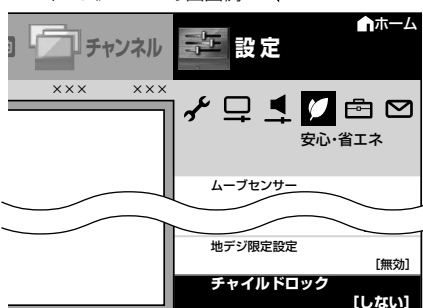 ホーム
チャンネル
設定
××× ×××
安心・省エネ
ムーブセンサー
地デジ限定設定
[無効]
チャイルドロック
[しない]